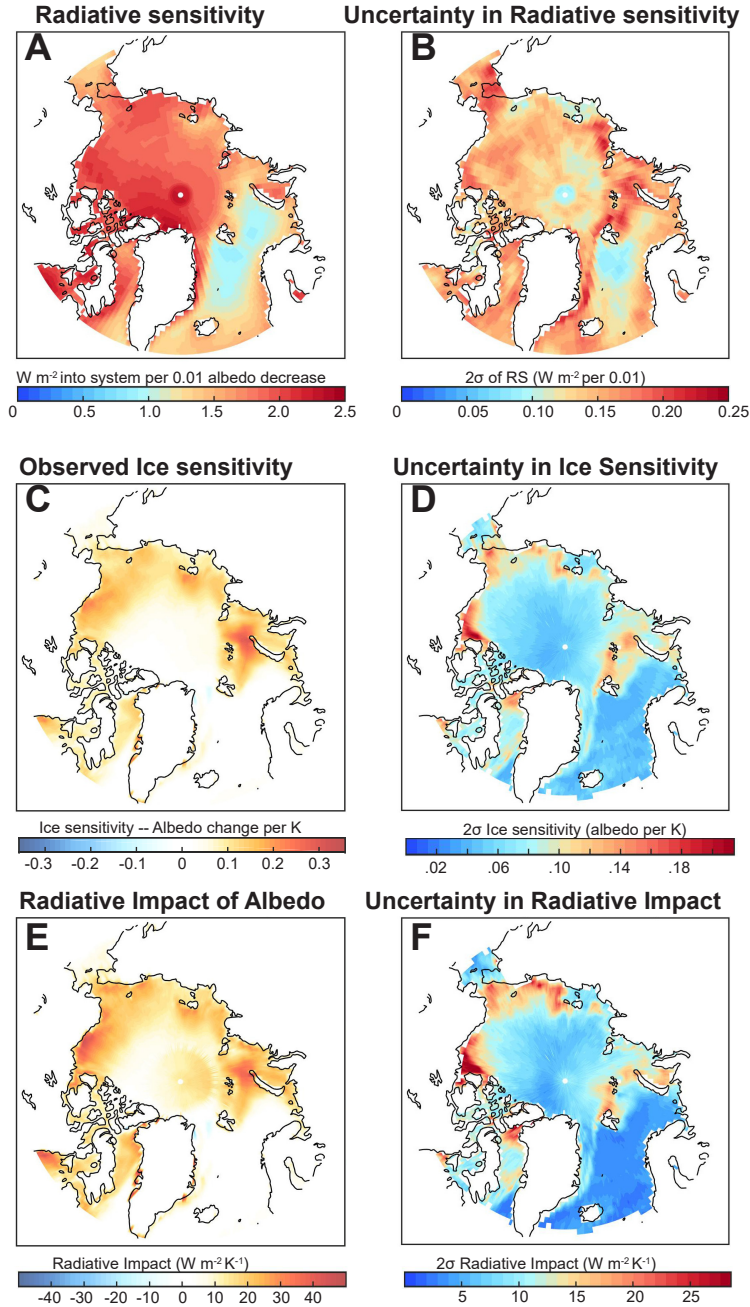 Radiative sensitivity
Uncertainty in Radiative sensitivity
A
B
W m⁻² into system per 0.01 albedo decrease
0 0.5 1.0 1.5 2.0 2.5
2σ of RS (W m⁻² per 0.01)
0 0.05 0.10 0.15 0.20 0.25
Observed Ice sensitivity
Uncertainty in Ice Sensitivity
C
D
Ice sensitivity -- Albedo change per K
-0.3 -0.2 -0.1 0 0.1 0.2 0.3
2σ Ice sensitivity (albedo per K)
.02 .06 .10 .14 .18
Radiative Impact of Albedo
Uncertainty in Radiative Impact
E
F
Radiative Impact (W m⁻² K⁻¹)
-40 -30 -20 -10 0 10 20 30 40
2σ Radiative Impact (W m⁻² K⁻¹)
5 10 15 20 25